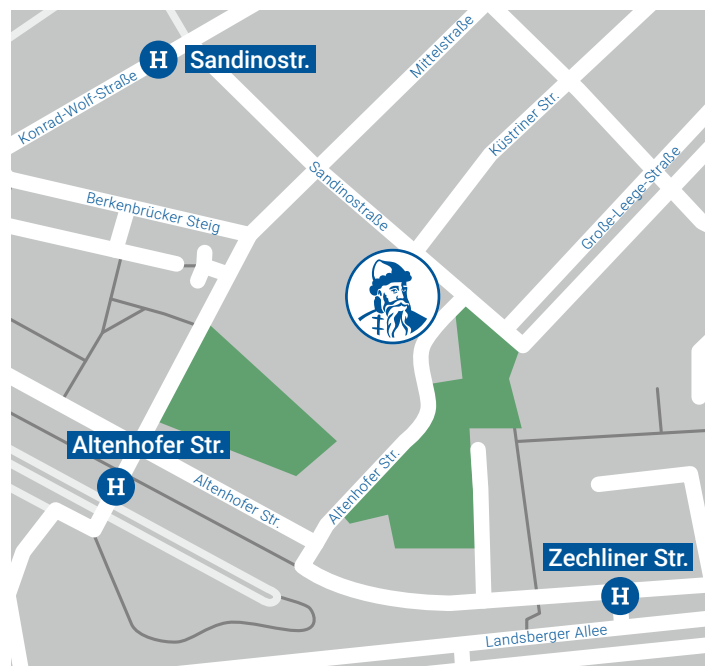 Mittelstraße
H
Sandinostr.
Konrad-Wolf-Straße
Küstriner Str.
Sandinostraße
Große-Leege-Straße
Berkenbrücker Steig
Altenhofer Str.
H
Altenhofer Str.
Altenhofer Str.
Zechliner Str.
H
Landsberger Allee